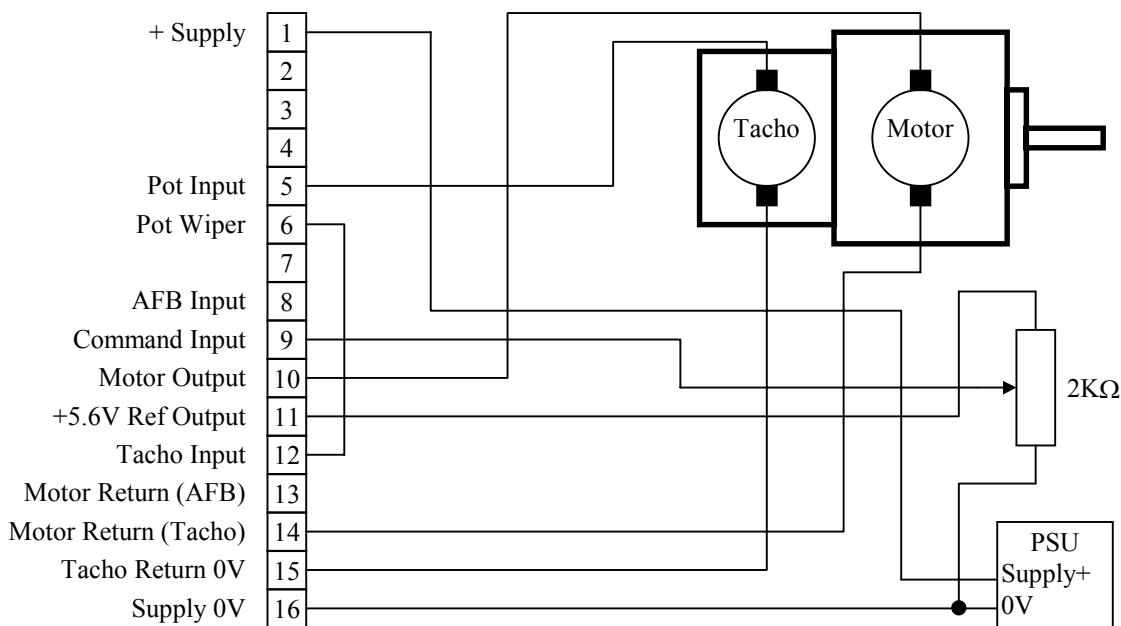 + Supply 1
2
3
4
Pot Input 5
Pot Wiper 6
7
AFB Input 8
Command Input 9
Motor Output 10
+5.6V Ref Output 11
Tacho Input 12
Motor Return (AFB) 13
Motor Return (Tacho) 14
Tacho Return 0V 15
Supply 0V 16
Tacho
Motor
2KΩ
PSU
Supply+
0V